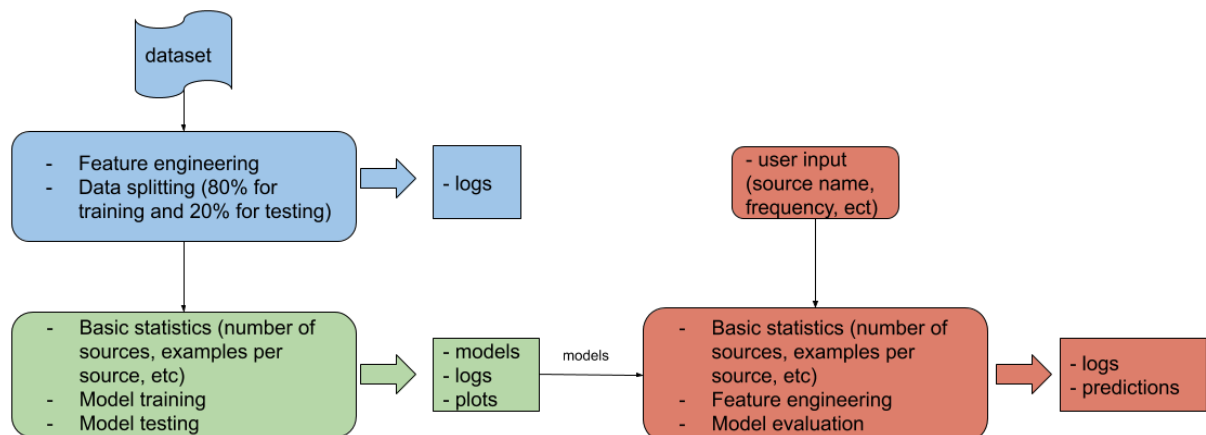 dataset
- Feature engineering
- Data splitting (80% for
training and 20% for testing)
- logs
- user input
(source name,
frequency, ect)
- Basic statistics (number of
sources, examples per
source, etc)
- Model training
- Model testing
- models
- logs
- plots
models
- Basic statistics (number of
sources, examples per
source, etc)
- Feature engineering
- Model evaluation
- logs
- predictions